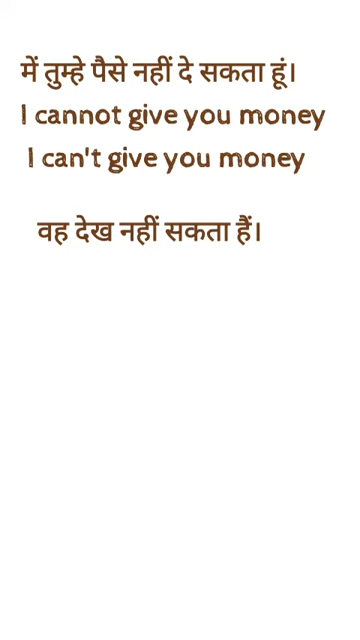 में तुम्हे पैसे नहीं दे सकता हूं।
I cannot give you money
I can't give you money
वह देख नहीं सकता हैं।